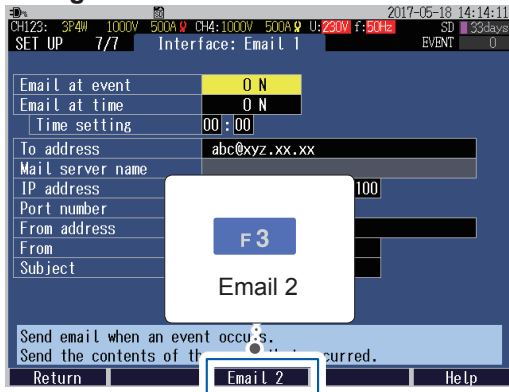 2017-05-18 14:14:11
CH123: 3P4W 1000V 500A CH4:1000V 500A U:230V f:50Hz SD 33days
SET UP 7/7 Interface: Email 1 EVENT 0
Email at event ON
Email at time ON
Time setting 00:00
To address abc@xyz.xx.xx
Mail server name
IP address 100
Port number
From address
From
Subject
F 3
Email 2
Send email when an event occurs.
Send the contents of th curred.
Return Email 2 Help